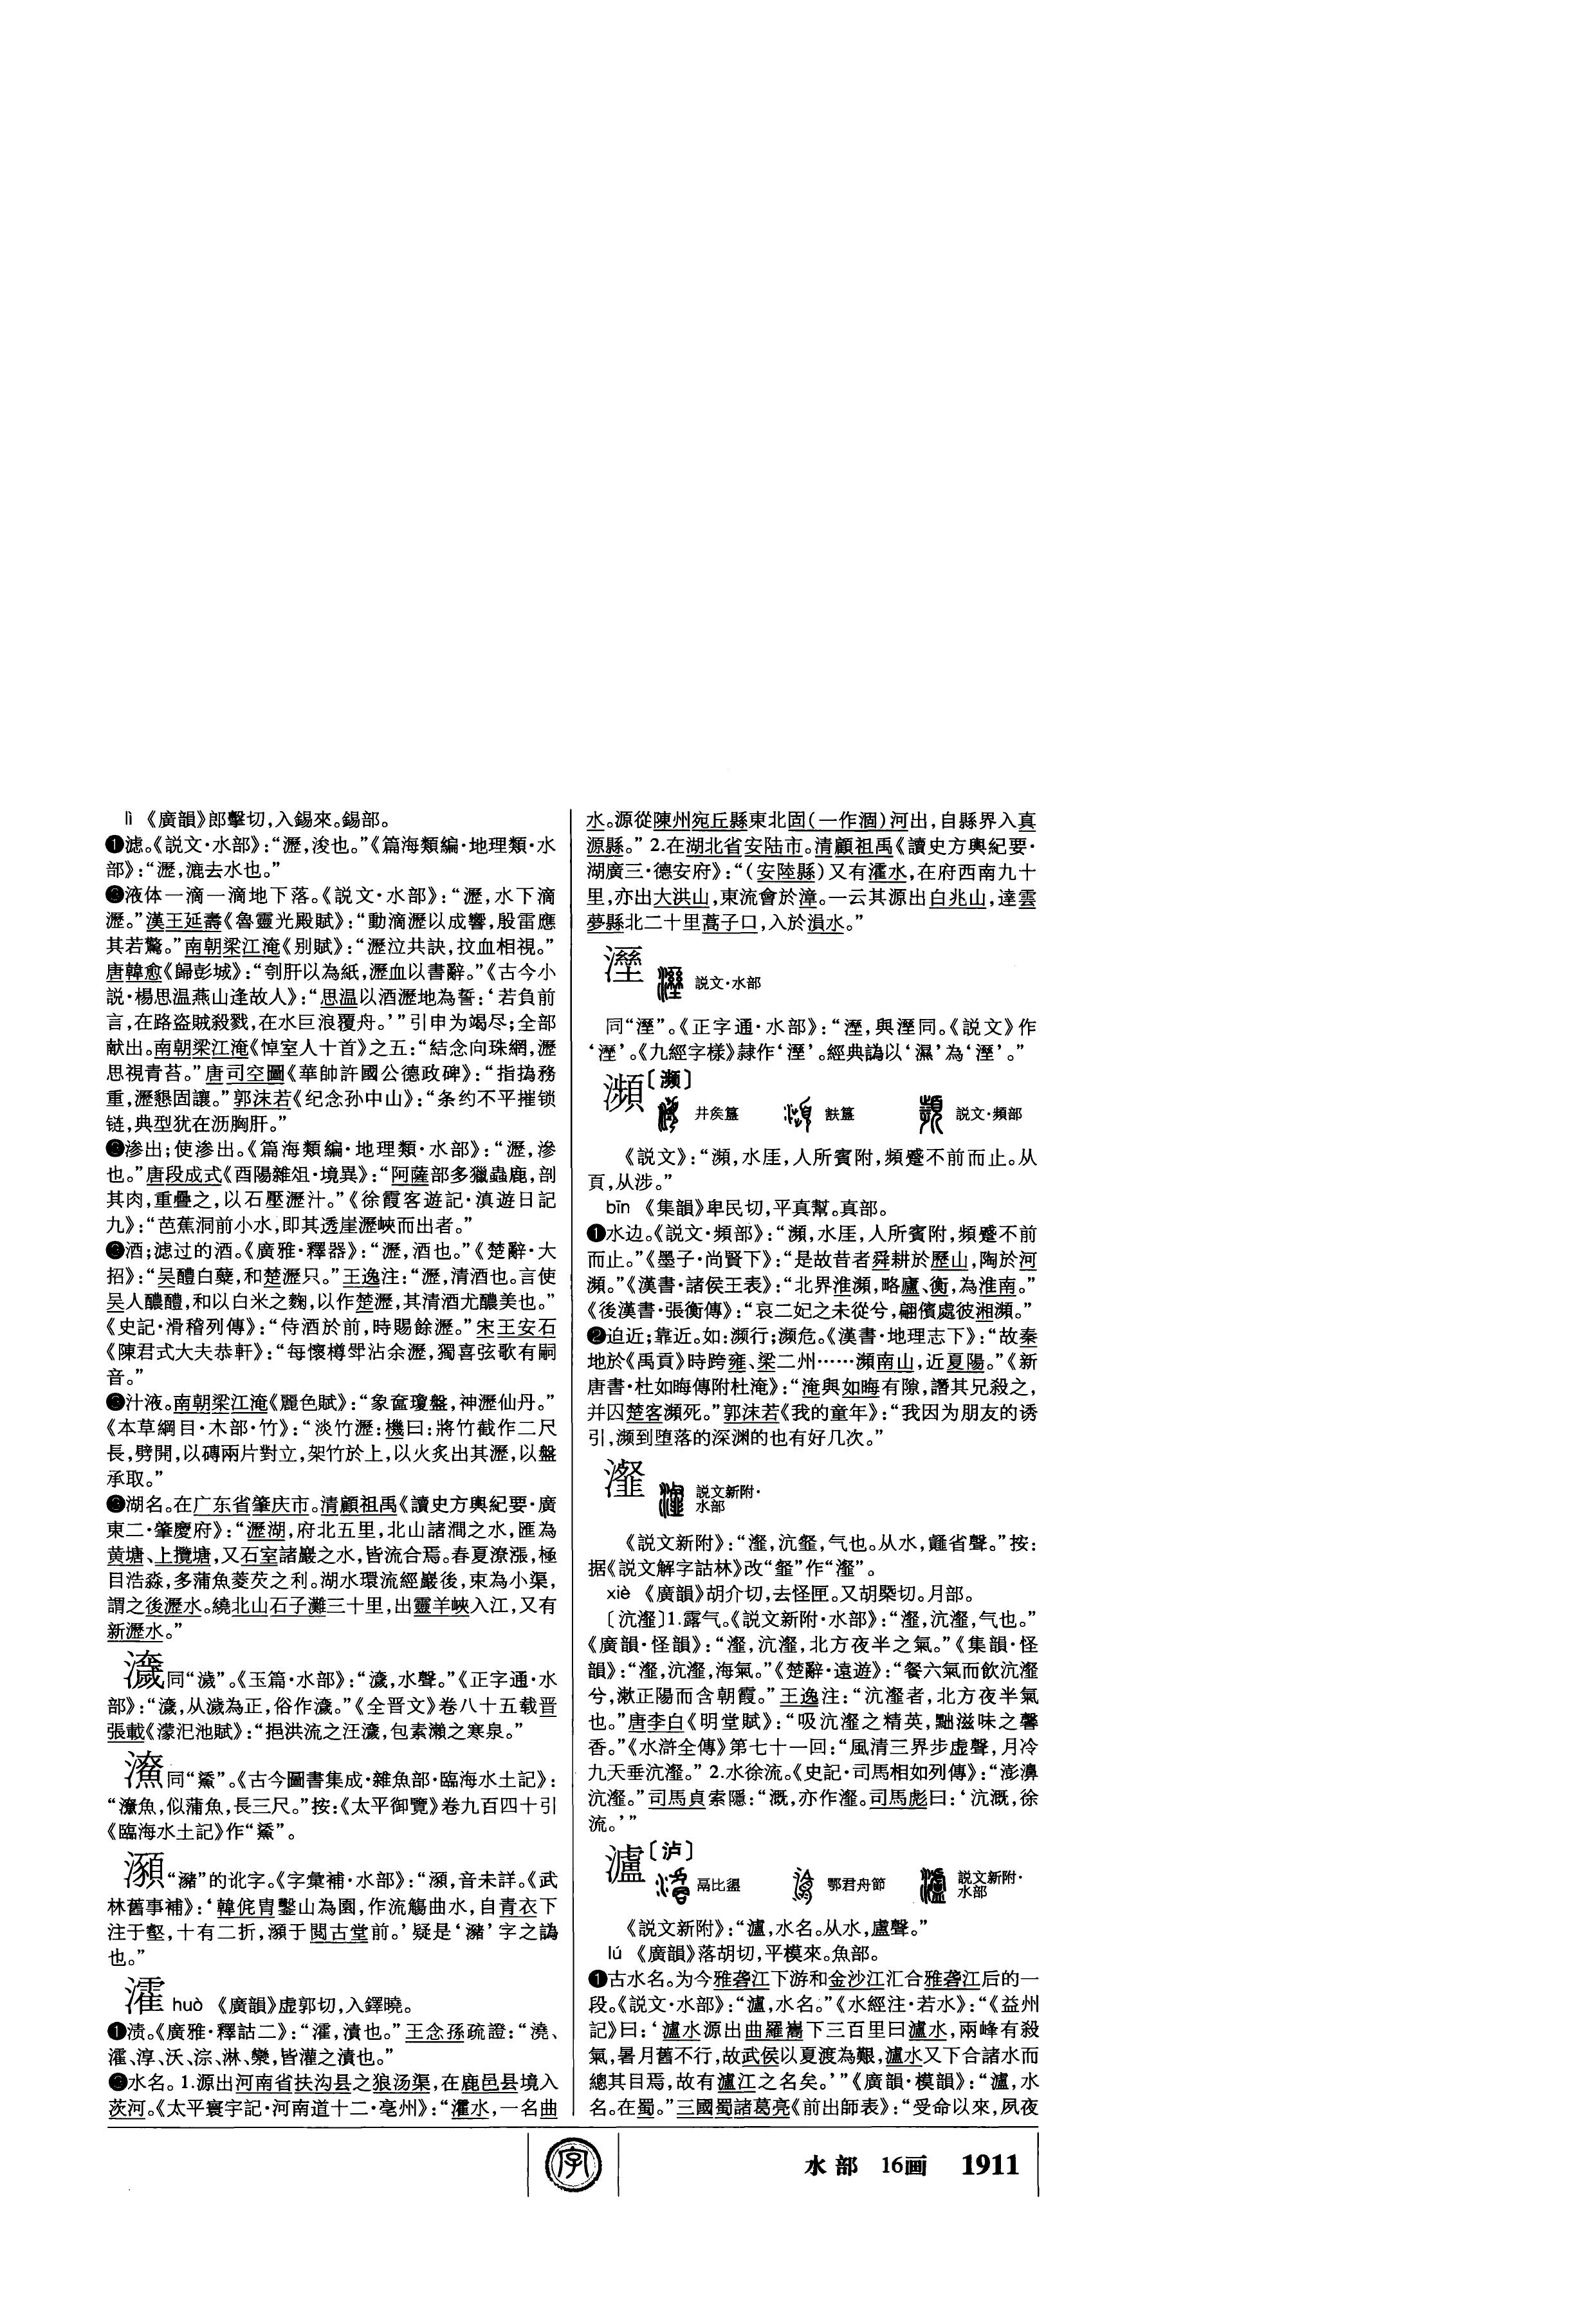 lì 《廣韻》郎擊切，入錫來。錫部。
❶滤。《説文·水部》：“瀝，浚也。”《篇海類編·地理類·水
部》：“瀝，漉去水也。”
液体一滴一滴地下落。《説文·水部》：“瀝，水下滴
瀝。”漢王延壽《魯靈光殿賦》：“動滴瀝以成響，殷雷應
其若驚。”南朝梁江淹《别賦》：“瀝泣共訣，抆血相視。”
唐韓愈《歸彭城》：“刳肝以為紙，瀝血以書辭。”《古今小
説·楊思温燕山逢故人》：“思温以酒瀝地為誓：‘若負前
言，在路盗賊殺戮，在水巨浪覆舟。’”引申为竭尽；全部
献出。南朝梁江淹《悼室人十首》之五：“結念向珠網，瀝
思視青苔。”唐司空圖《華帥許國公德政碑》：“指撝務
重，瀝懇固讓。”郭沫若《纪念孙中山》：“条约不平摧锁
链，典型犹在沥胸肝。”
渗出；使渗出。《篇海類編·地理類·水部》：“瀝，滲
也。”唐段成式《酉陽雜俎·境異》：“阿薩部多獵蟲鹿，剖
其肉，重疊之，以石壓瀝汁。”《徐霞客遊記·滇遊日記
九》：“芭蕉洞前小水，即其透崖瀝峽而出者。”
酒；滤过的酒。《廣雅·釋器》：“瀝，酒也。”《楚辭·大
招》：“吴醴白蘖，和楚瀝只。”王逸注：“瀝，清酒也。言使
吴人醲醴，和以白米之麴，以作楚瀝，其清酒尤醲美也。”
《史記·滑稽列傳》：“侍酒於前，時賜餘瀝。”宋王安石
《陳君式大夫恭軒》：“每懷樽斝沾余瀝，獨喜弦歌有嗣
音。”
汁液。南朝梁江淹《麗色賦》：“象奩瓊盤，神瀝仙丹。”
《本草綱目·木部·竹》：“淡竹瀝：機曰：將竹截作二尺
長，劈開，以磚兩片對立，架竹於上，以火炙出其瀝，以盤
承取。”
湖名。在广东省肇庆市。清顧祖禹《讀史方輿紀要·廣
東二·肇慶府》：“瀝湖，府北五里，北山諸澗之水，匯為
黄塘、上攬塘，又石室諸巖之水，皆流合焉。春夏潦漲，極
目浩淼，多蒲魚菱芡之利。湖水環流經巖後，束為小渠，
謂之後瀝水。繞北山石子灘三十里，出靈羊峽入江，又有
新瀝水。”
同“濊”。《玉篇·水部》：“，水聲。”《正字通·水
部》：“，从濊為正，俗作。”《全晋文》卷八十五载晋
張載《濛汜池賦》：“挹洪流之汪，包素瀨之寒泉。”
同“鮺”。《古今圖書集成·雜魚部·臨海水土記》：
“魚，似蒲魚，長三尺。”按：《太平御覽》卷九百四十引
《臨海水土記》作“”。
“瀦”的讹字。《字彙補·水部》：“，音未詳。《武
林舊事補》：‘韓侂胄鑿山為園，作流觴曲水，自青衣下
注于壑，十有二折，于閲古堂前。’疑是‘瀦’字之譌
也。”
瀖 huò 《廣韻》虚郭切，入鐸曉。
❶渍。《廣雅·釋詁二》：“瀖，漬也。”王念孫疏證：“澆、
瀖、淳、沃、淙、淋、灓，皆灌之漬也。”
水名。1.源出河南省扶沟县之狼汤渠，在鹿邑县境入
茨河。《太平寰宇記·河南道十二·亳州》：“瀖水，一名曲
水。源從陳州宛丘縣東北固(一作涸)河出，自縣界入真
源縣。” 2.在湖北省安陆市。清顧祖禹《讀史方輿紀要·
湖廣三·德安府》：“(安陸縣)又有瀖水，在府西南九十
里，亦出大洪山，東流會於漳。一云其源出白兆山，達雲
夢縣北二十里蒿子口，入於溳水。”
説文·水部
同“溼”。《正字通·水部》：“，與溼同。《説文》作
‘溼’。《九經字樣》隸作‘溼’。經典譌以‘濕’為‘溼’。”
瀕〔濒〕
井矦簋 㝬簋 説文·頻部
《説文》：“瀕，水厓，人所賓附，頻蹙不前而止。从
頁，从涉。”
bīn 《集韻》卑民切，平真幫。真部。
❶水边。《説文·頻部》：“瀕，水厓，人所賓附，頻蹙不前
而止。”《墨子·尚賢下》：“是故昔者舜耕於歷山，陶於河
瀕。”《漢書·諸侯王表》：“北界淮瀕，略廬、衡，為淮南。”
《後漢書·張衡傳》：“哀二妃之未從兮，翩儐處彼湘瀕。”
❷迫近；靠近。如：濒行；濒危。《漢書·地理志下》：“故秦
地於《禹貢》時跨雍、梁二州……瀕南山，近夏陽。”《新
唐書·杜如晦傳附杜淹》：“淹與如晦有隙，譖其兄殺之，
并囚楚客瀕死。”郭沫若《我的童年》：“我因为朋友的诱
引，濒到堕落的深渊的也有好几次。”
瀣 説文新附·
水部
《説文新附》：“瀣，沆韰，气也。从水，韰省聲。”按：
据《説文解字詁林》改“韰”作“瀣”。
xiè 《廣韻》胡介切，去怪匣。又胡槩切。月部。
〔沆瀣〕1.露气。《説文新附·水部》：“瀣，沆瀣，气也。”
《廣韻·怪韻》：“瀣，沆瀣，北方夜半之氣。”《集韻·怪
韻》：“瀣，沆瀣，海氣。”《楚辭·遠遊》：“餐六氣而飲沆瀣
兮，漱正陽而含朝霞。”王逸注：“沆瀣者，北方夜半氣
也。”唐李白《明堂賦》：“吸沆瀣之精英，黜滋味之馨
香。”《水滸全傳》第七十一回：“風清三界步虚聲，月冷
九天垂沆瀣。” 2.水徐流。《史記·司馬相如列傳》：“澎濞
沆瀣。”司馬貞索隱：“溉，亦作瀣。司馬彪曰：‘沆溉，徐
流。’”
瀘〔泸〕
鬲比盨 鄂君舟節 説文新附·
水部
《説文新附》：“瀘，水名。从水，盧聲。”
lú 《廣韻》落胡切，平模來。魚部。
❶古水名。为今雅砻江下游和金沙江汇合雅砻江后的一
段。《説文·水部》：“瀘，水名。”《水經注·若水》：“《益州
記》曰：‘瀘水源出曲羅嶲下三百里曰瀘水，兩峰有殺
氣，暑月舊不行，故武侯以夏渡為艱，瀘水又下合諸水而
總其目焉，故有瀘江之名矣。’”《廣韻·模韻》：“瀘，水
名。在蜀。”三國蜀諸葛亮《前出師表》：“受命以來，夙夜
字 水部 16画 1911